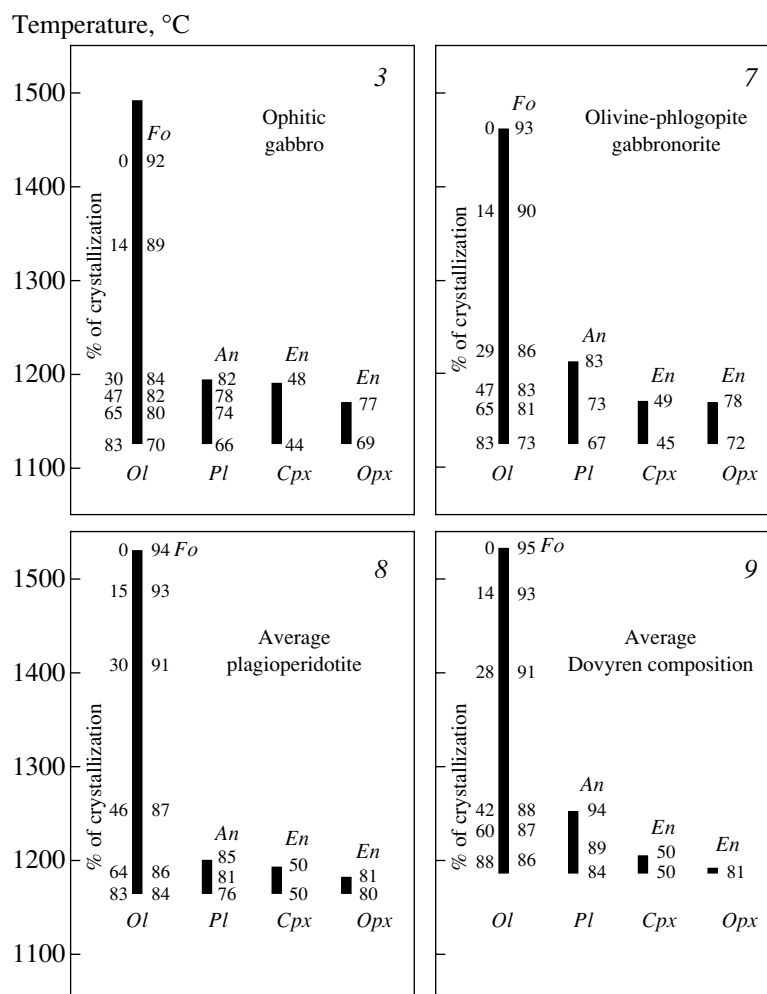 Temperature, °C
1500
1400
1300
1200
1100
3
Ophitic
gabbro
% of crystallization
Fo
0 92
14 89
30 84
47 82
65 80
83 70
Ol
An
82
78
74
66
Pl
En
48
44
Cpx
En
77
69
Opx
7
Olivine-phlogopite
gabbronorite
% of crystallization
Fo
0 93
14 90
29 86
47 83
65 81
83 73
Ol
An
83
73
67
Pl
En
49
45
Cpx
En
78
72
Opx
1500
1400
1300
1200
1100
8
Average
plagioperidotite
% of crystallization
0 94 Fo
15 93
30 91
46 87
64 86
83 84
Ol
An
85
81
76
Pl
En
50
50
Cpx
En
81
80
Opx
9
Average
Dovyren composition
% of crystallization
0 95 Fo
14 93
28 91
42 88
60 87
88 86
Ol
An
94
89
84
Pl
En
50
50
Cpx
En
81
Opx